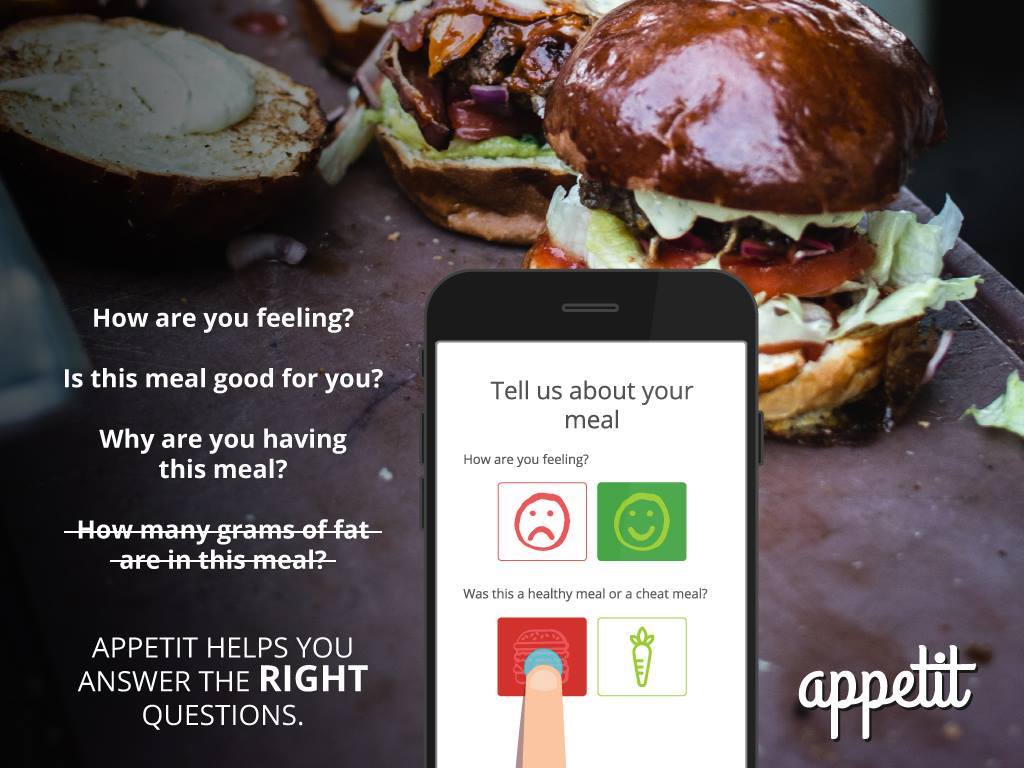 How are you feeling?
Is this meal good for you?
Why are you having
this meal?
How many grams of fat
are in this meal?
APPETIT HELPS YOU
ANSWER THE RIGHT
QUESTIONS.
Tell us about your
meal
How are you feeling?
Was this a healthy meal or a cheat meal?
appetit